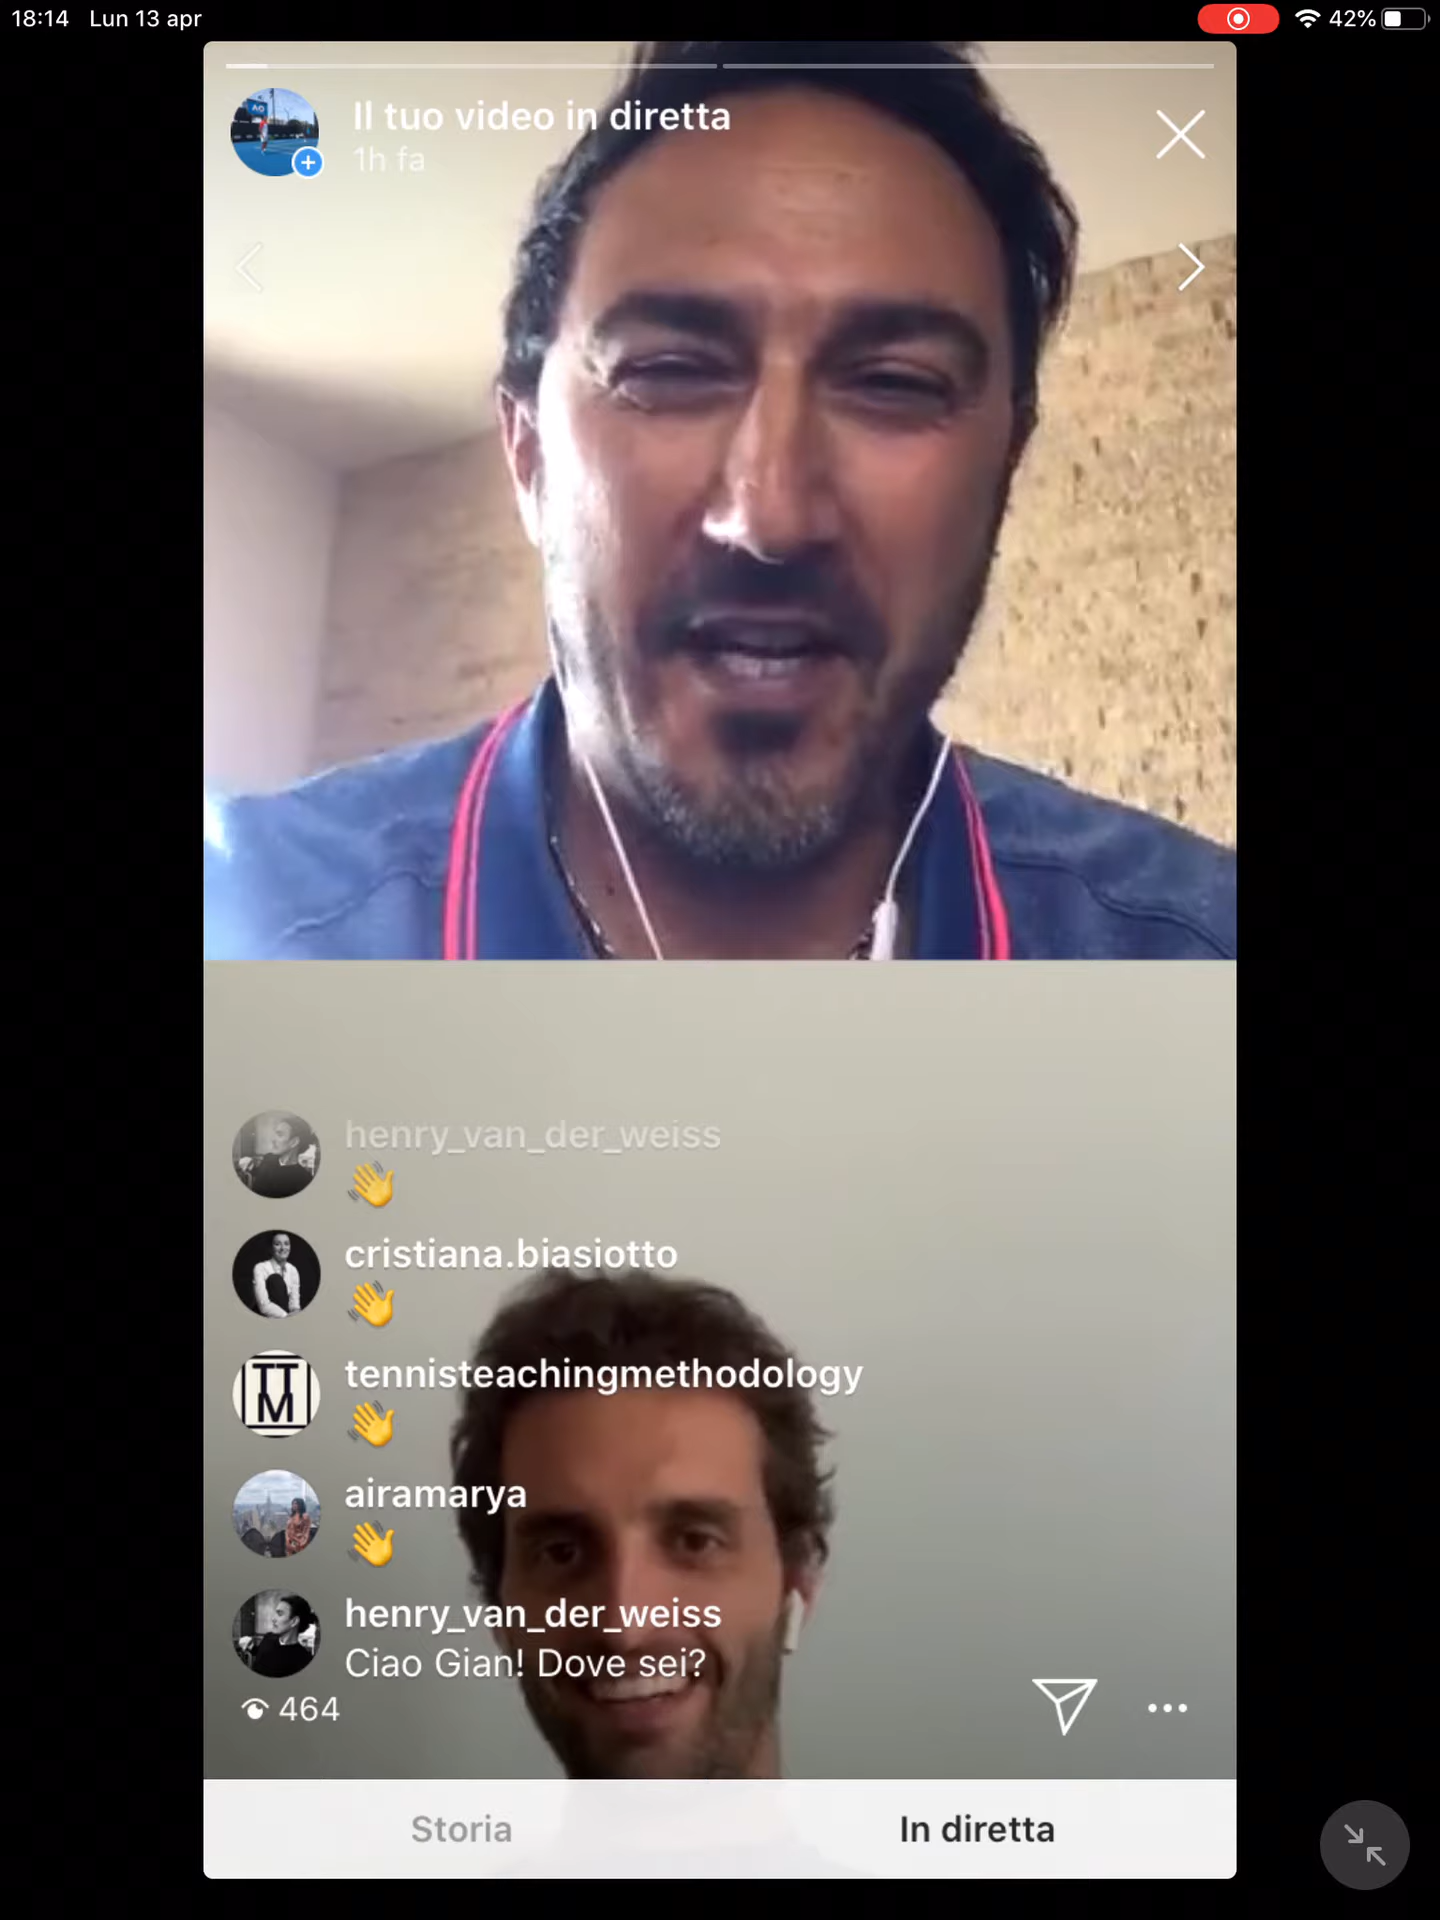 18:14 Lun 13 apr 42%
AO
Il tuo video in diretta
1h fa
henry_van_der_weiss
👋
cristiana.biasiotto
👋
tennisteachingmethodology
👋
TTM
airamarya
👋
henry_van_der_weiss
Ciao Gian! Dove sei?
464
Storia In diretta